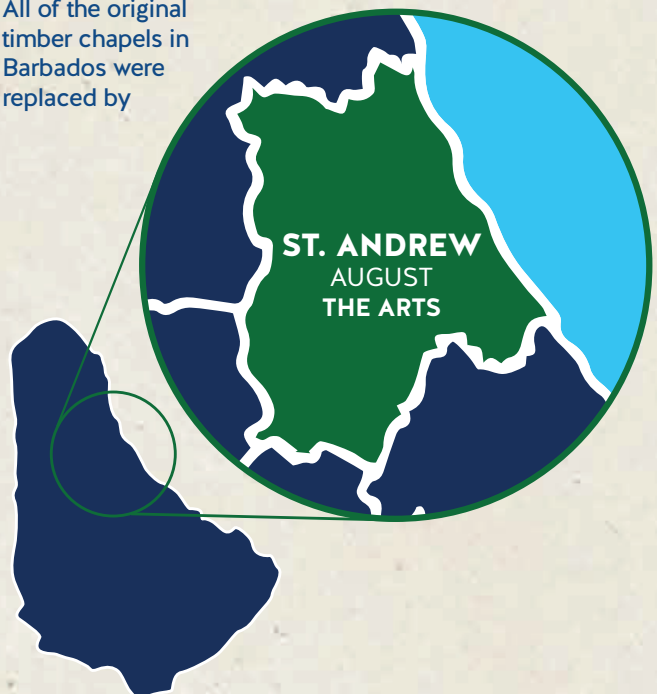 All of the original
timber chapels in
Barbados were
replaced by
ST. ANDREW
AUGUST
THE ARTS